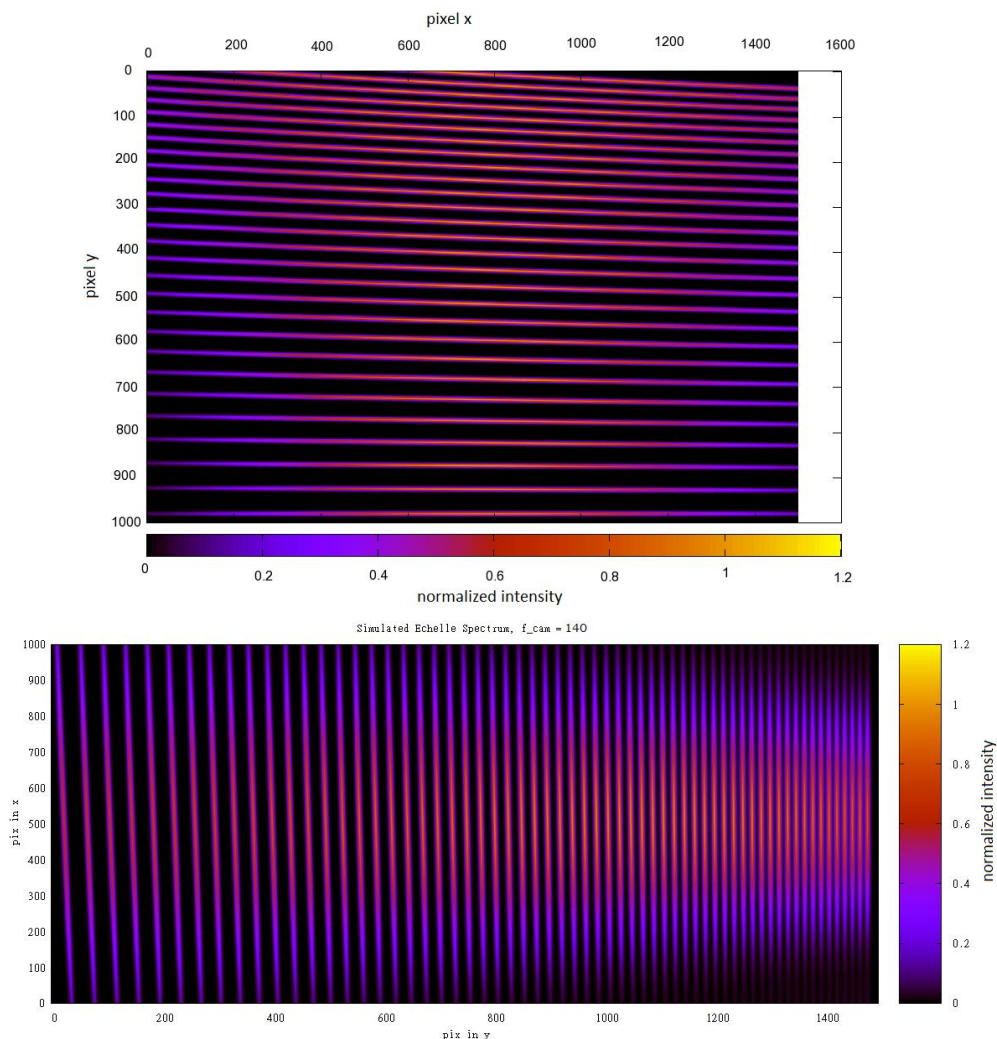 pixel x
0 200 400 600 800 1000 1200 1400 1600
0
100
200
300
400
pixel y
500
600
700
800
900
1000
0 0.2 0.4 0.6 0.8 1 1.2
normalized intensity
Simulated Echelle Spectrum, f_cam = 140
1000
900
800
700
600
500
pix in x
400
300
200
100
0
0 200 400 600 800 1000 1200 1400
pix in y
1.2
1
0.8
0.6
0.4
0.2
0
normalized intensity